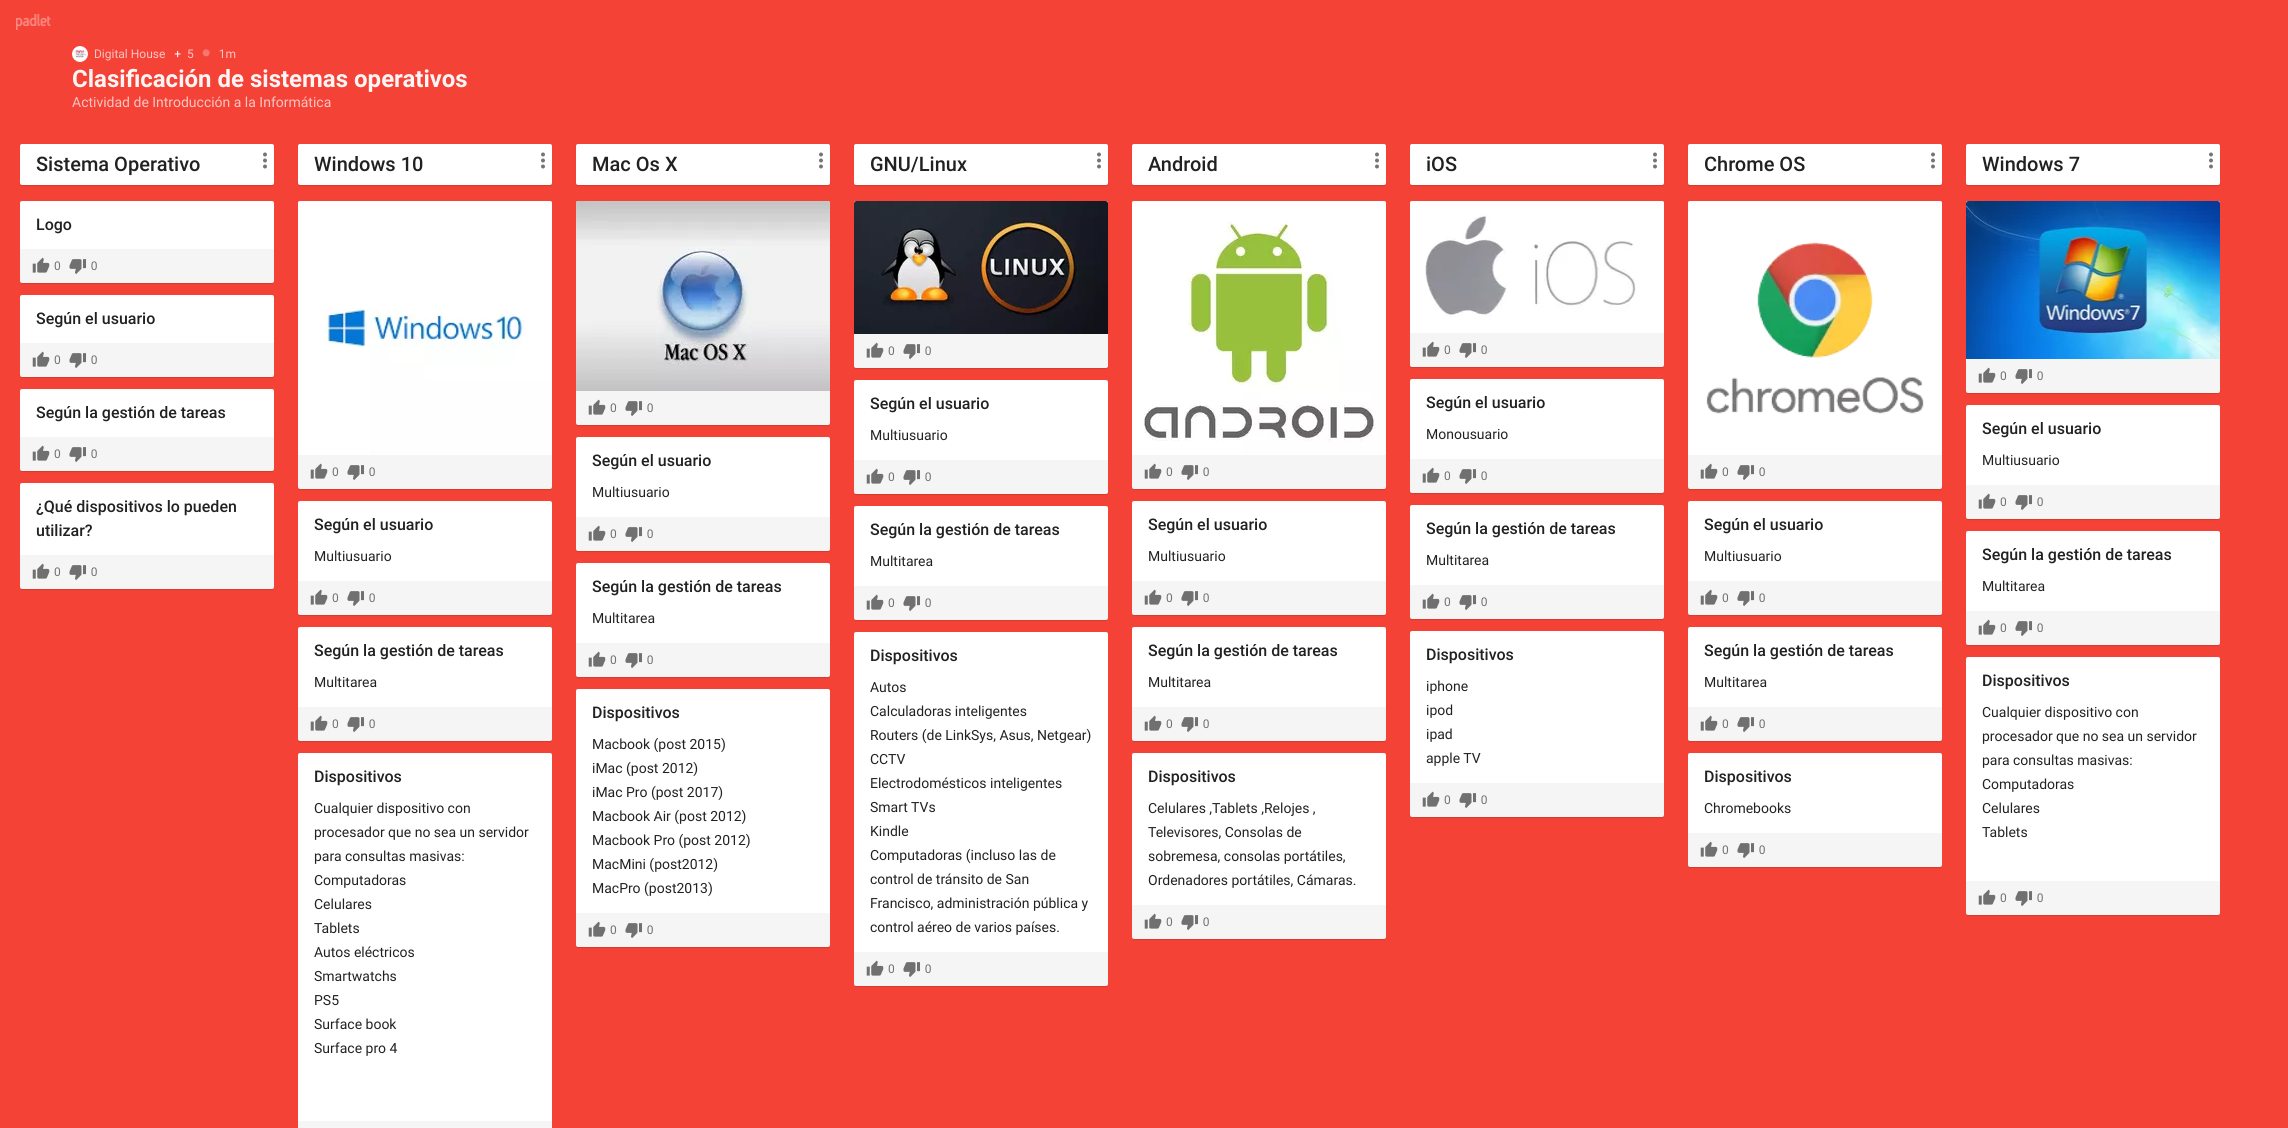 padlet
Digital House + 5 1m
Clasificación de sistemas operativos
Actividad de Introducción a la Informática
Sistema Operativo
Logo
0 0
Según el usuario
0 0
Según la gestión de tareas
0 0
¿Qué dispositivos lo pueden
utilizar?
0 0
Windows 10
Windows 10
0 0
Según el usuario
Multiusuario
0 0
Según la gestión de tareas
Multitarea
0 0
Dispositivos
Cualquier dispositivo con
procesador que no sea un servidor
para consultas masivas:
Computadoras
Celulares
Tablets
Autos eléctricos
Smartwatchs
PS5
Surface book
Surface pro 4
Mac Os X
Mac OS X
0 0
Según el usuario
Multiusuario
0 0
Según la gestión de tareas
Multitarea
0 0
Dispositivos
Macbook (post 2015)
iMac (post 2012)
iMac Pro (post 2017)
Macbook Air (post 2012)
Macbook Pro (post 2012)
MacMini (post2012)
MacPro (post2013)
0 0
GNU/Linux
LINUX
0 0
Según el usuario
Multiusuario
0 0
Según la gestión de tareas
Multitarea
0 0
Dispositivos
Autos
Calculadoras inteligentes
Routers (de LinkSys, Asus, Netgear)
CCTV
Electrodomésticos inteligentes
Smart TVs
Kindle
Computadoras (incluso las de
control de tránsito de San
Francisco, administración pública y
control aéreo de varios países.
0 0
Android
ANDROID
0 0
Según el usuario
Multiusuario
0 0
Según la gestión de tareas
Multitarea
0 0
Dispositivos
Celulares ,Tablets ,Relojes ,
Televisores, Consolas de
sobremesa, consolas portátiles,
Ordenadores portátiles, Cámaras.
0 0
iOS
iOS
0 0
Según el usuario
Monousuario
0 0
Según la gestión de tareas
Multitarea
0 0
Dispositivos
iphone
ipod
ipad
apple TV
0 0
Chrome OS
chromeOS
0 0
Según el usuario
Multiusuario
0 0
Según la gestión de tareas
Multitarea
0 0
Dispositivos
Chromebooks
0 0
Windows 7
Windows 7
0 0
Según el usuario
Multiusuario
0 0
Según la gestión de tareas
Multitarea
0 0
Dispositivos
Cualquier dispositivo con
procesador que no sea un servidor
para consultas masivas:
Computadoras
Celulares
Tablets
0 0